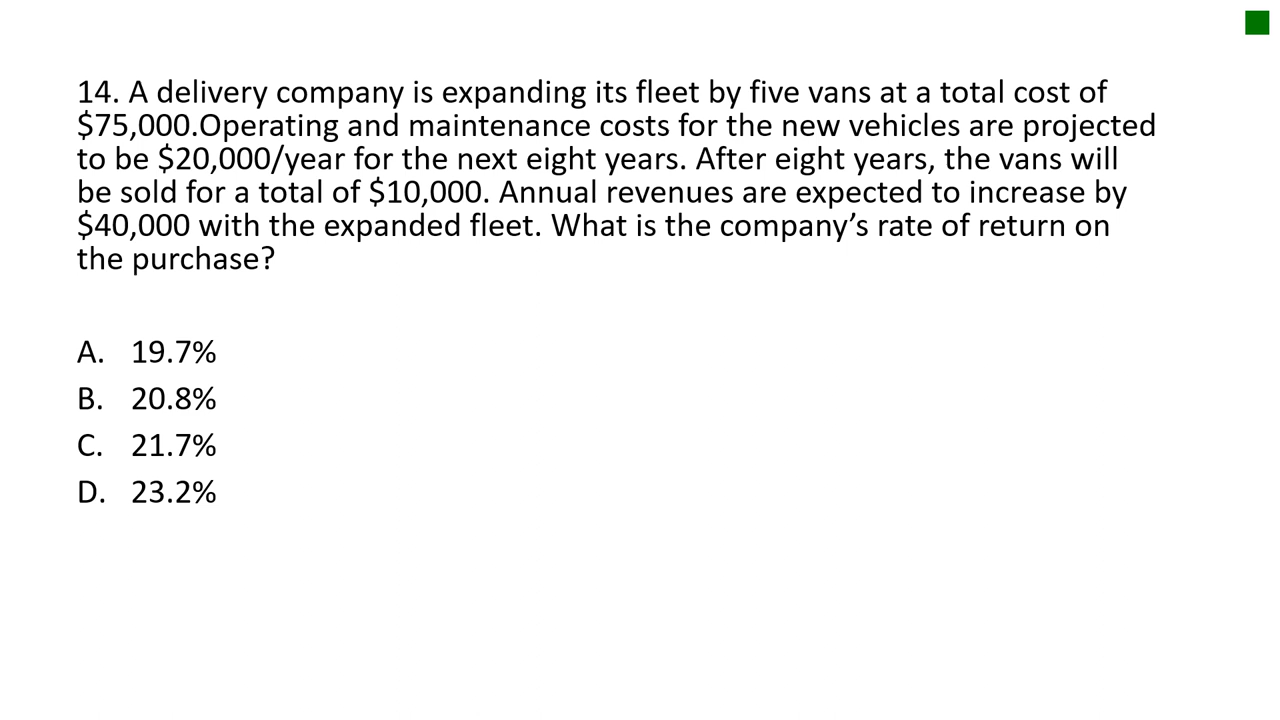 14. A delivery company is expanding its fleet by five vans at a total cost of
$75,000.Operating and maintenance costs for the new vehicles are projected
to be $20,000/year for the next eight years. After eight years, the vans will
be sold for a total of $10,000. Annual revenues are expected to increase by
$40,000 with the expanded fleet. What is the company’s rate of return on
the purchase?
A. 19.7%
B. 20.8%
C. 21.7%
D. 23.2%